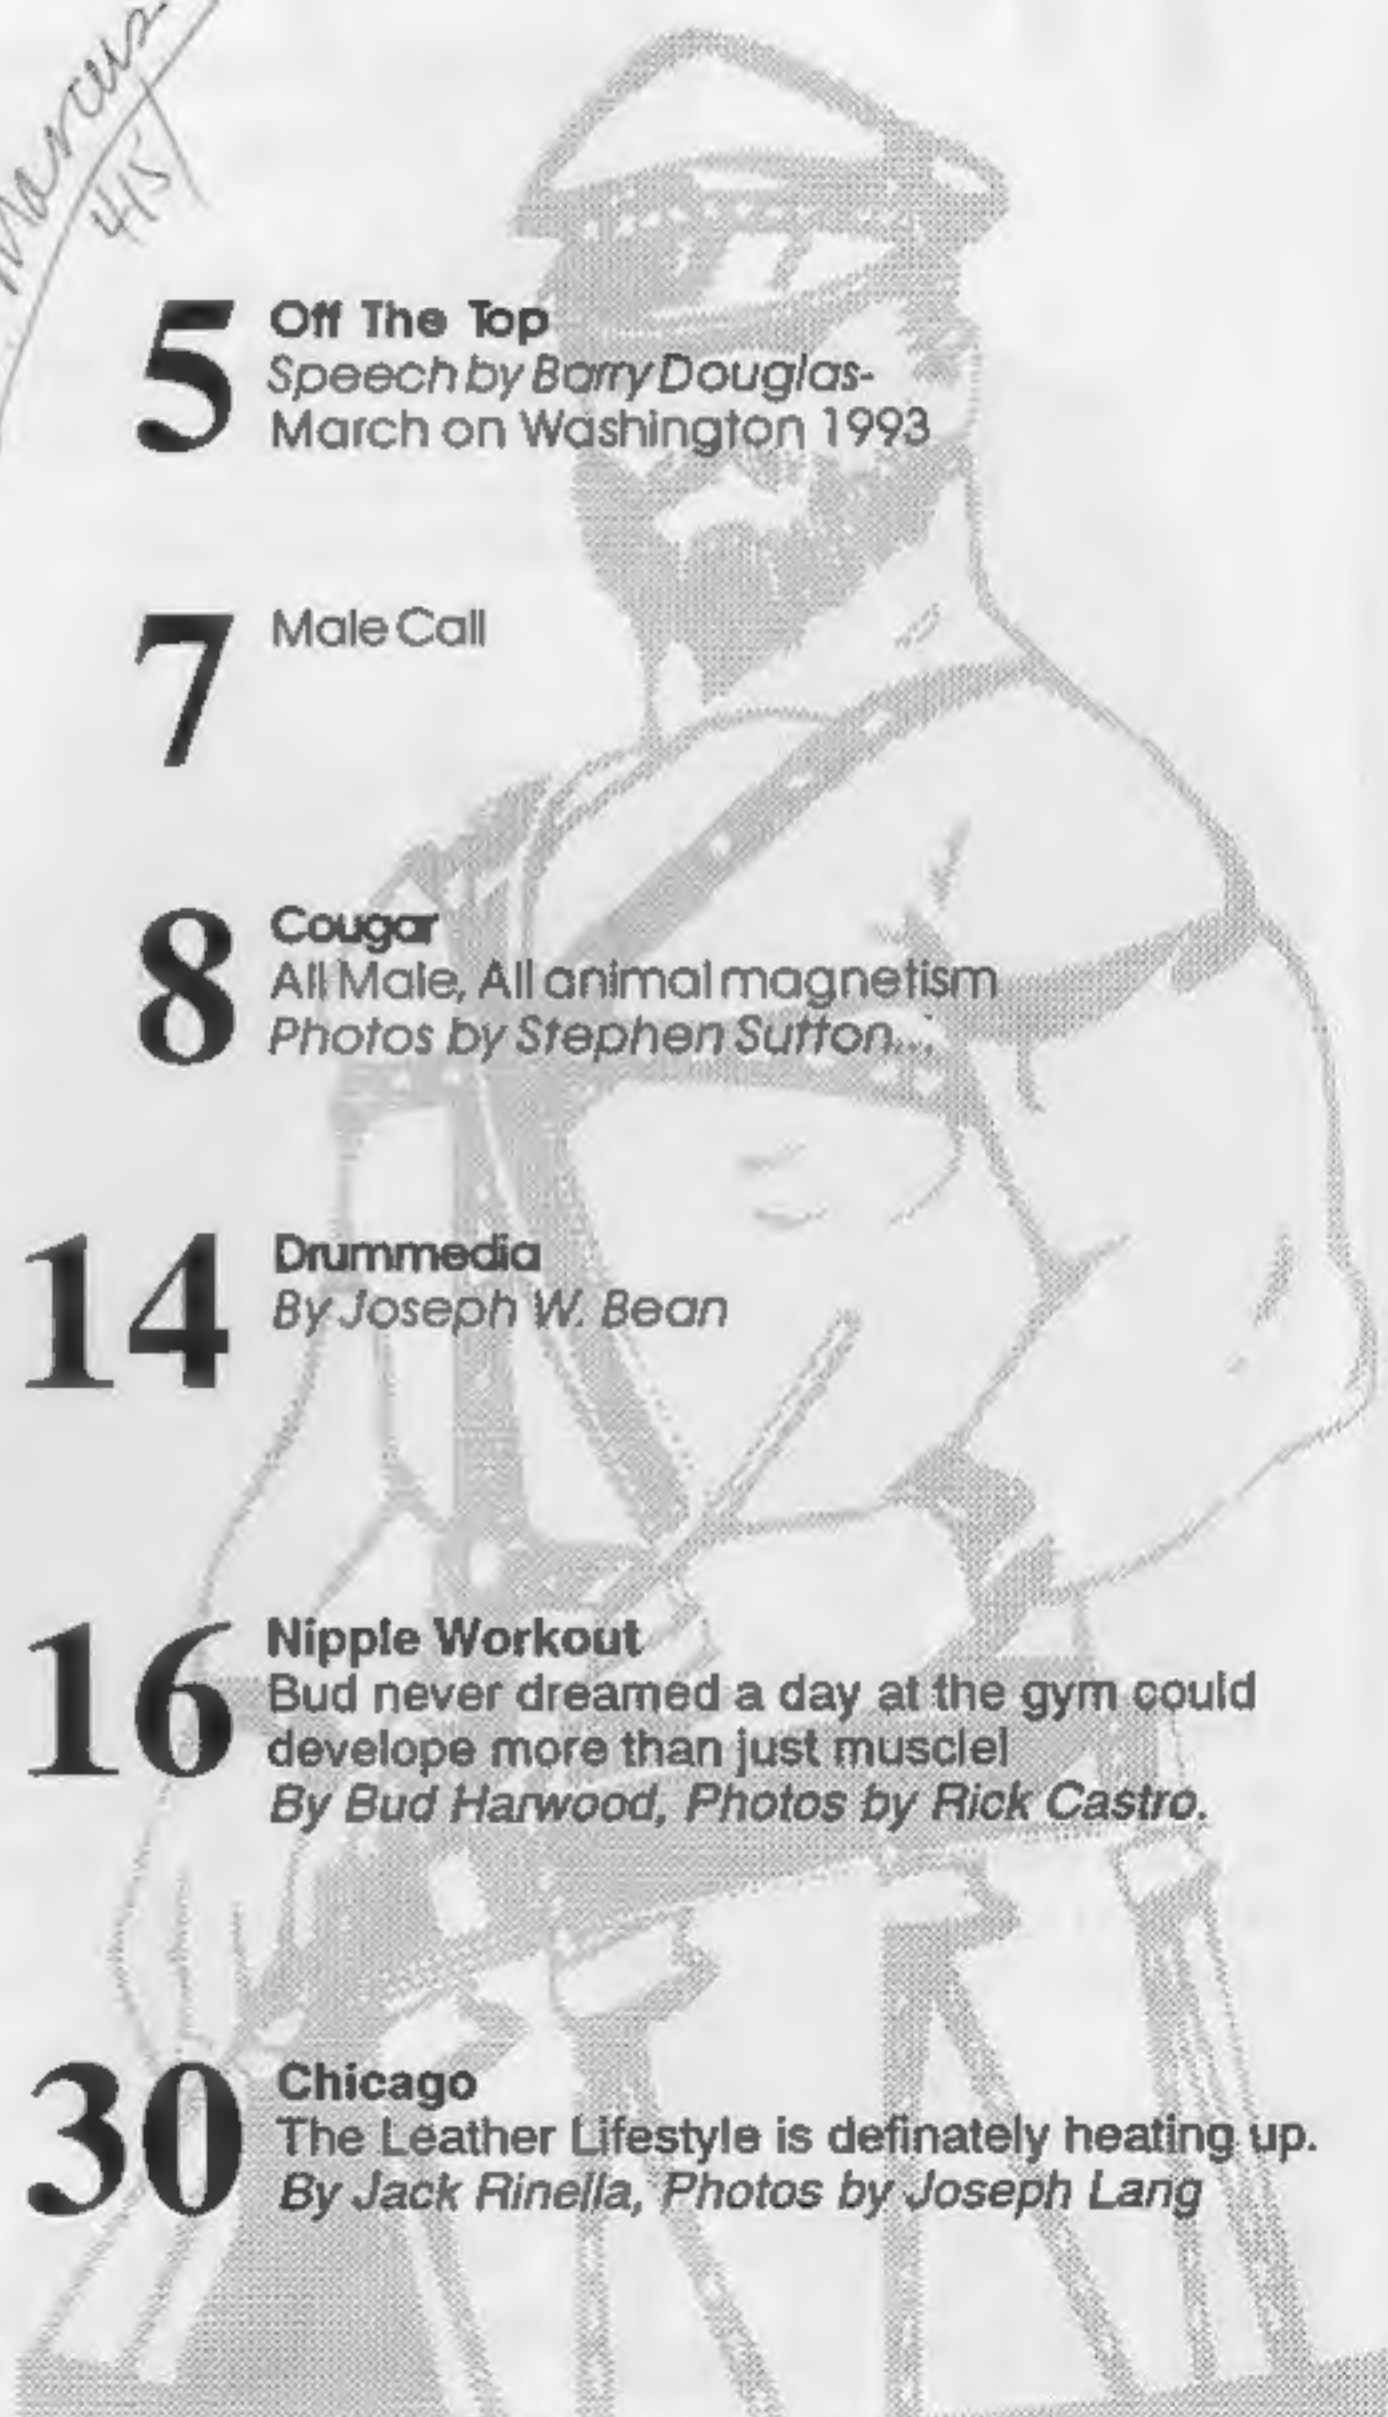 Marcus
415
5 Off The Top
Speech by Barry Douglas-
March on Washington 1993
7 Male Call
8 Cougar
All Male, All animal magnetism
Photos by Stephen Sutton...
14 Drummedia
By Joseph W. Bean
16 Nipple Workout
Bud never dreamed a day at the gym could
develope more than just muscle!
By Bud Harwood, Photos by Rick Castro.
30 Chicago
The Leather Lifestyle is definately heating up.
By Jack Rinella, Photos by Joseph Lang